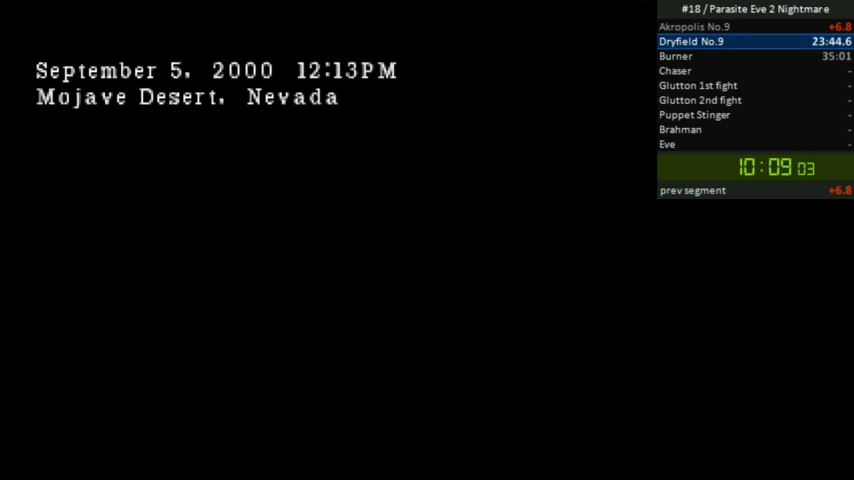 September 5, 2000 12:13PM
Mojave Desert, Nevada
#18 / Parasite Eve 2 Nightmare
Akropolis No.9 +6.8
Dryfield No.9 23:44.6
Burner 35:01
Chaser -
Glutton 1st fight -
Glutton 2nd fight -
Puppet Stinger -
Brahman -
Eve -
10:09 03
prev segment +6.8